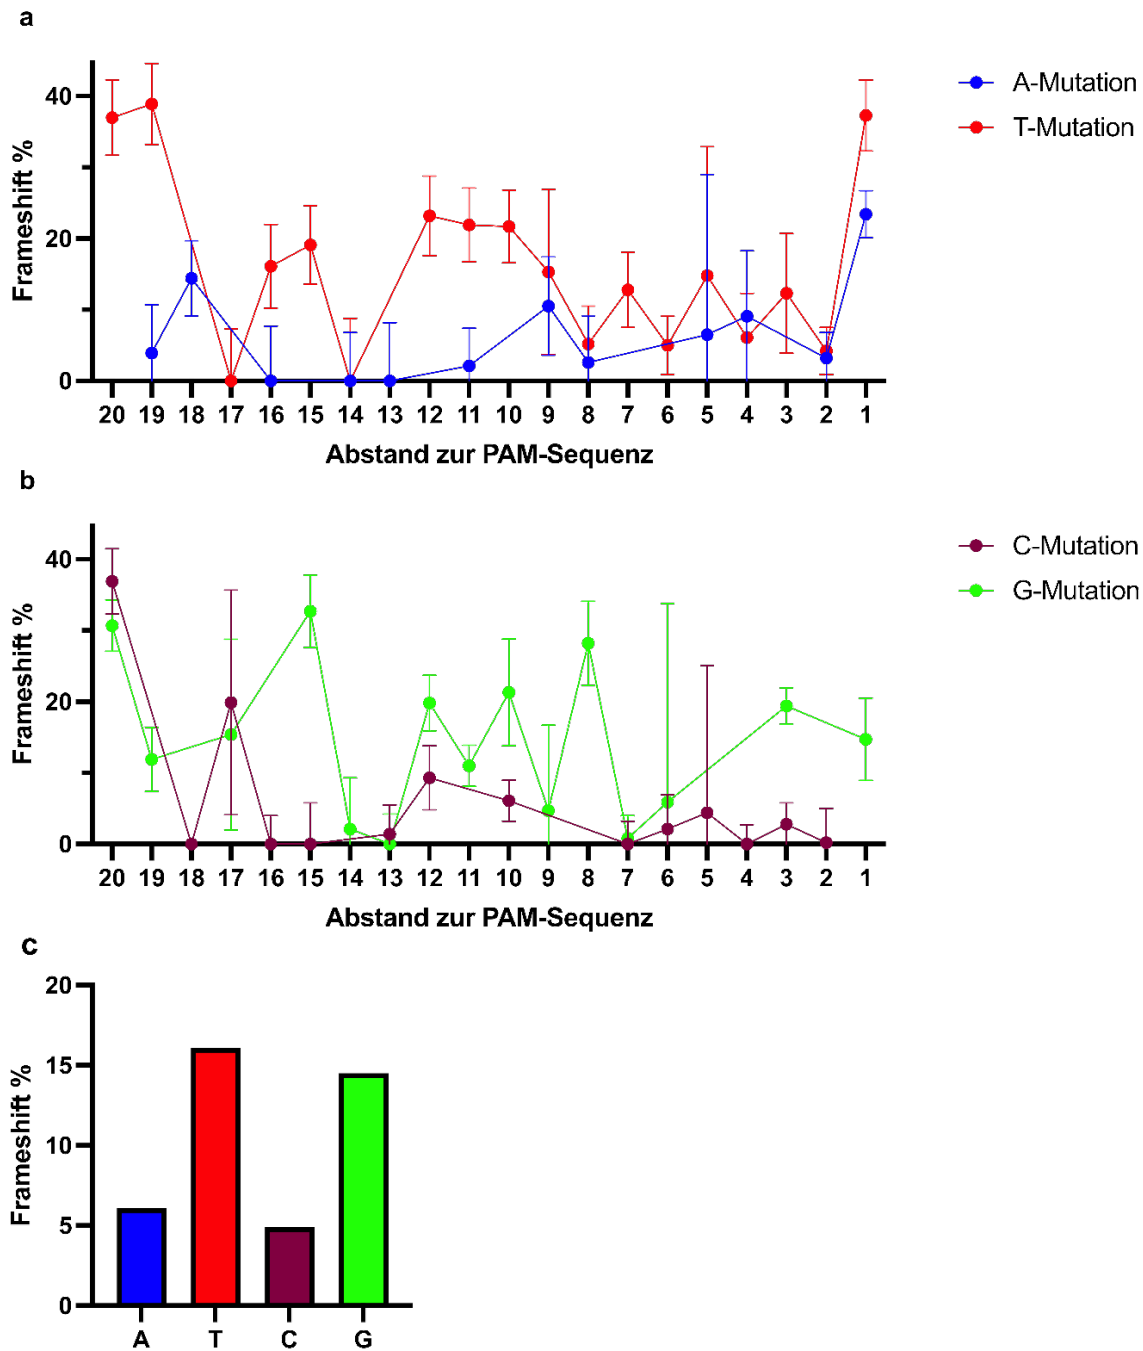 a
Frameshift %
40
20
0
20 19 18 17 16 15 14 13 12 11 10 9 8 7 6 5 4 3 2 1
Abstand zur PAM-Sequenz
A-Mutation
T-Mutation
b
Frameshift %
40
20
0
20 19 18 17 16 15 14 13 12 11 10 9 8 7 6 5 4 3 2 1
Abstand zur PAM-Sequenz
C-Mutation
G-Mutation
c
Frameshift %
20
15
10
5
0
A T C G